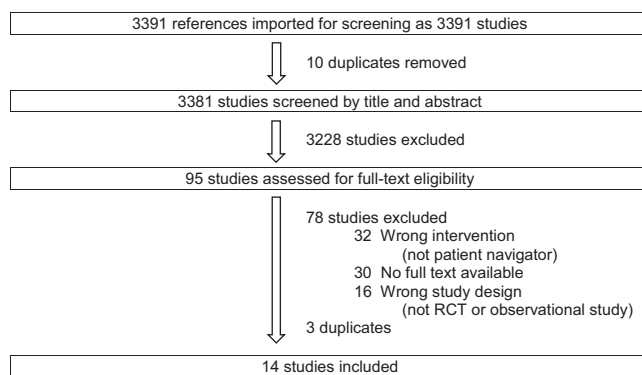 3391 references imported for screening as 3391 studies
10 duplicates removed
3381 studies screened by title and abstract
3228 studies excluded
95 studies assessed for full-text eligibility
78 studies excluded
32 Wrong intervention
(not patient navigator)
30 No full text available
16 Wrong study design
(not RCT or observational study)
3 duplicates
14 studies included